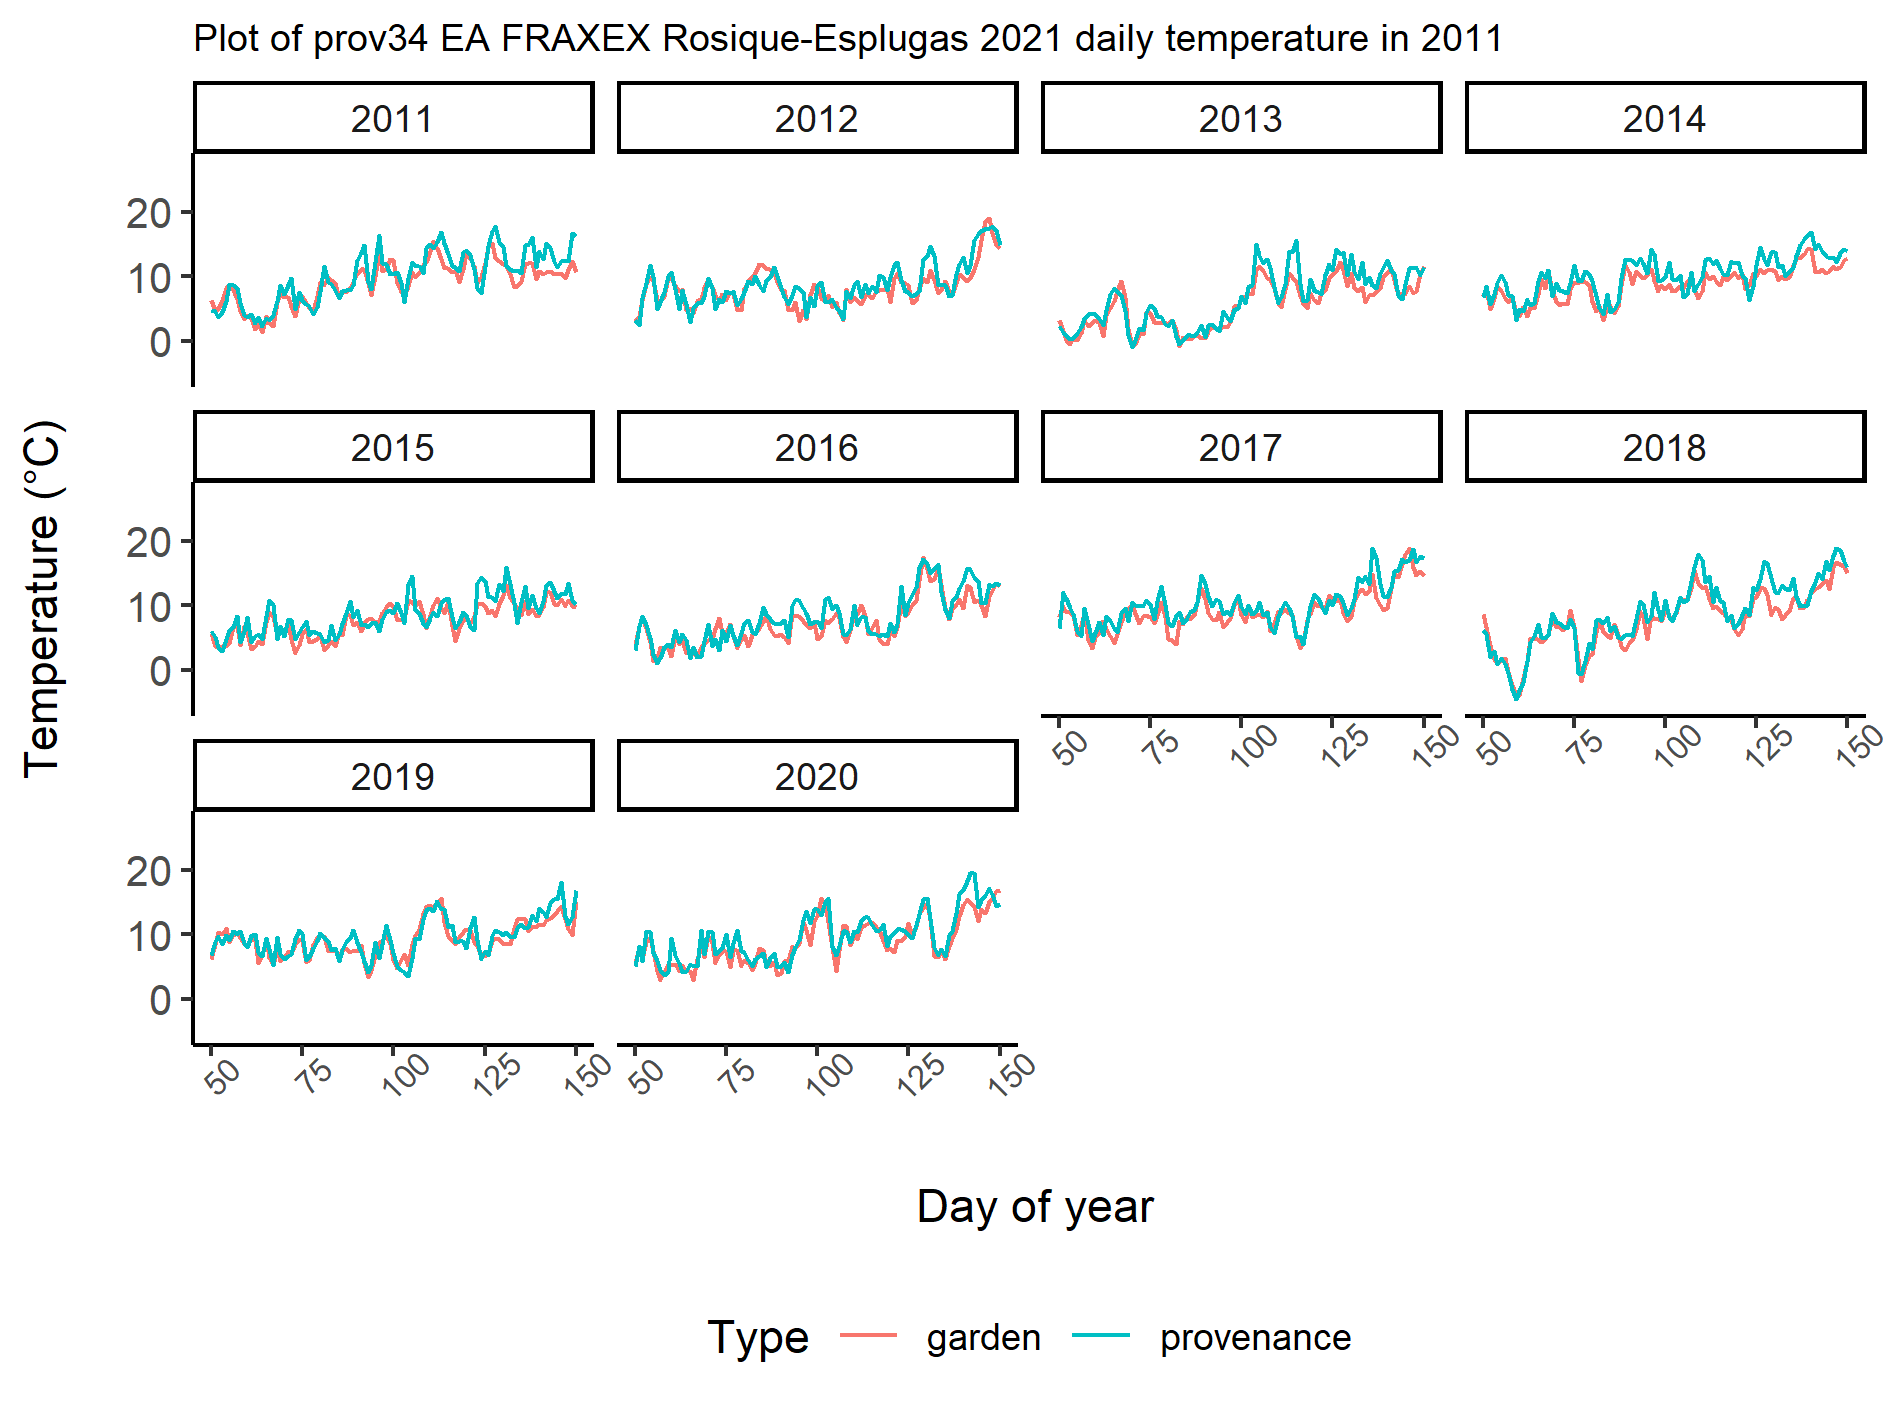 Plot of prov34 EA FRAXEX Rosique-Esplugas 2021 daily temperature in 2011
2011 2012 2013 2014
20
10
0
2015 2016 2017 2018
20
10
0
50 75 100 125 150 50 75 100 125 150
2019 2020
20
10
0
50 75 100 125 150 50 75 100 125 150
Temperature (°C)
Day of year
Type garden provenance